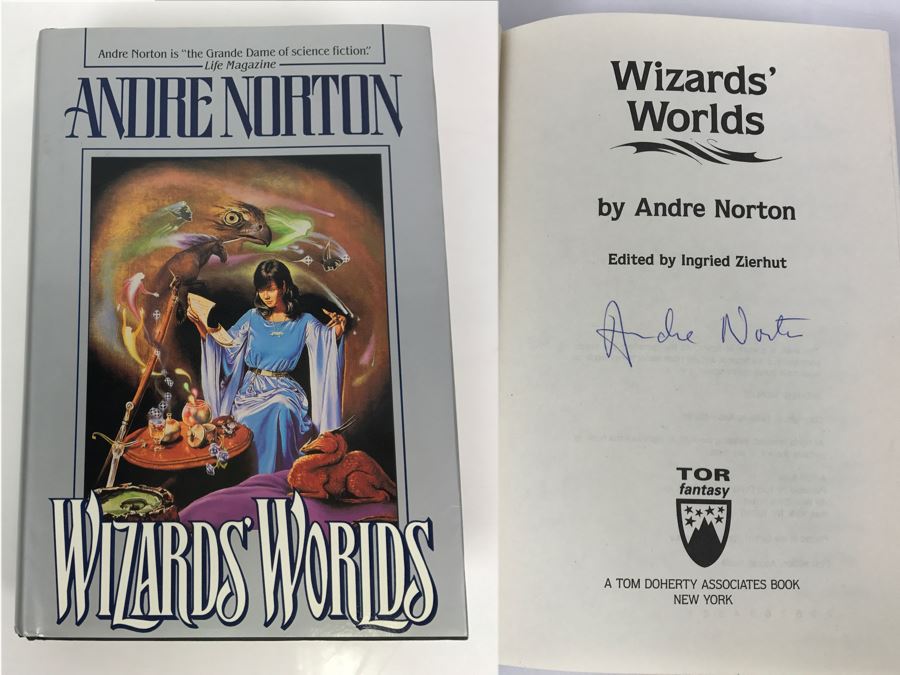 Andre Norton is "the Grande Dame of science fiction."
Life Magazine
ANDRE NORTON
WIZARDS' WORLDS
Wizards'
Worlds
by Andre Norton
Edited by Ingried Zierhut
Andre Norton
TOR
fantasy
A TOM DOHERTY ASSOCIATES BOOK
NEW YORK